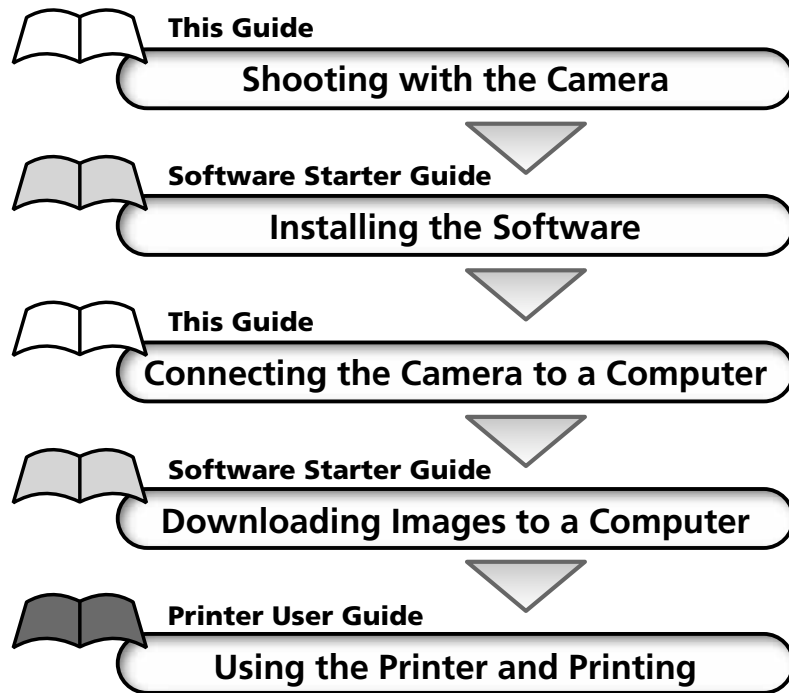 This Guide
Shooting with the Camera
Software Starter Guide
Installing the Software
This Guide
Connecting the Camera to a Computer
Software Starter Guide
Downloading Images to a Computer
Printer User Guide
Using the Printer and Printing